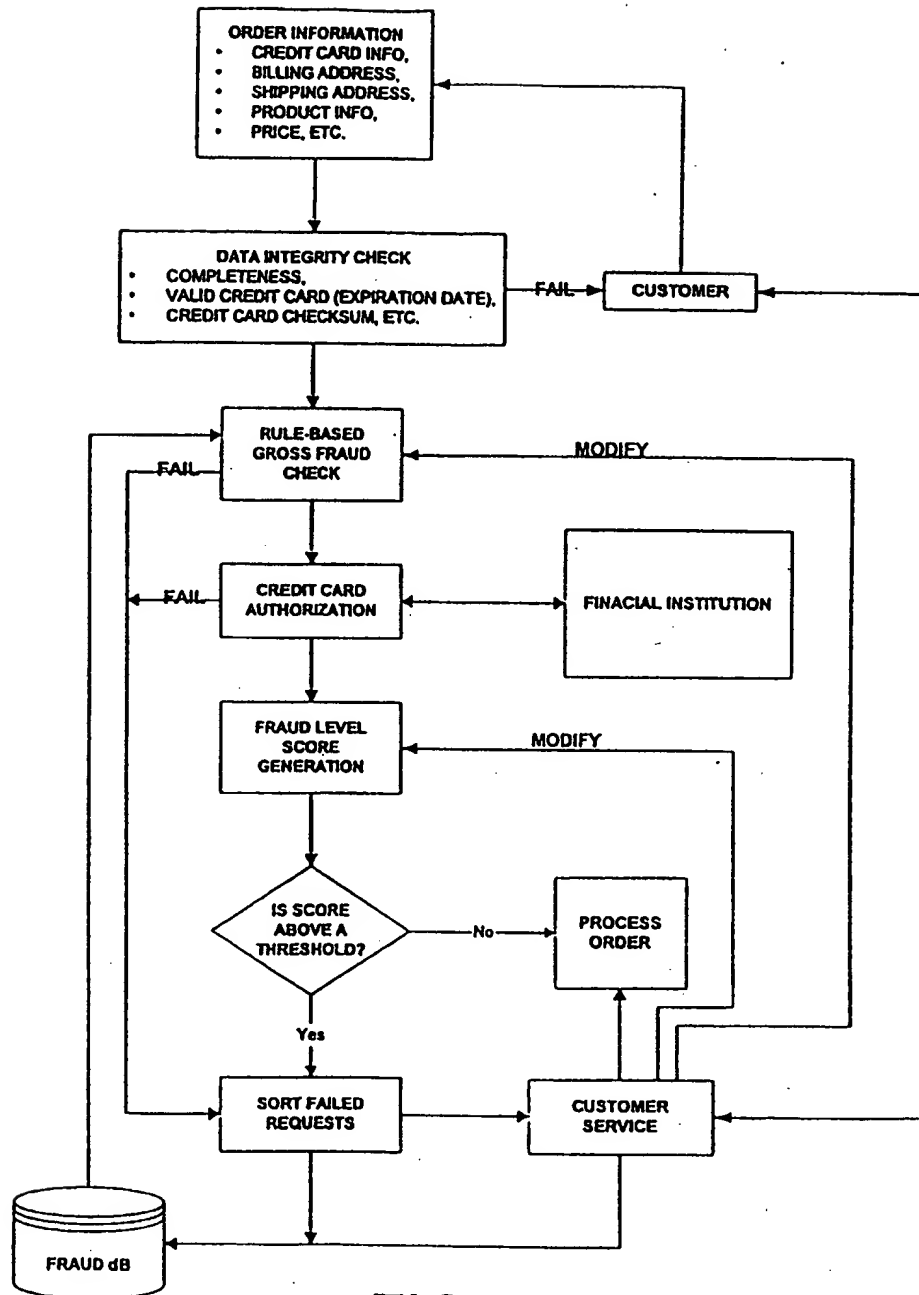 ORDER INFORMATION
• CREDIT CARD INFO,
• BILLING ADDRESS,
• SHIPPING ADDRESS,
• PRODUCT INFO,
• PRICE, ETC.
DATA INTEGRITY CHECK
• COMPLETENESS,
• VALID CREDIT CARD (EXPIRATION DATE),
• CREDIT CARD CHECKSUM, ETC.
FAIL
CUSTOMER
RULE-BASED
GROSS FRAUD
CHECK
MODIFY
FAIL
CREDIT CARD
AUTHORIZATION
FAIL
FINACIAL INSTITUTION
FRAUD LEVEL
SCORE
GENERATION
MODIFY
IS SCORE
ABOVE A
THRESHOLD?
No
PROCESS
ORDER
Yes
SORT FAILED
REQUESTS
CUSTOMER
SERVICE
FRAUD dB